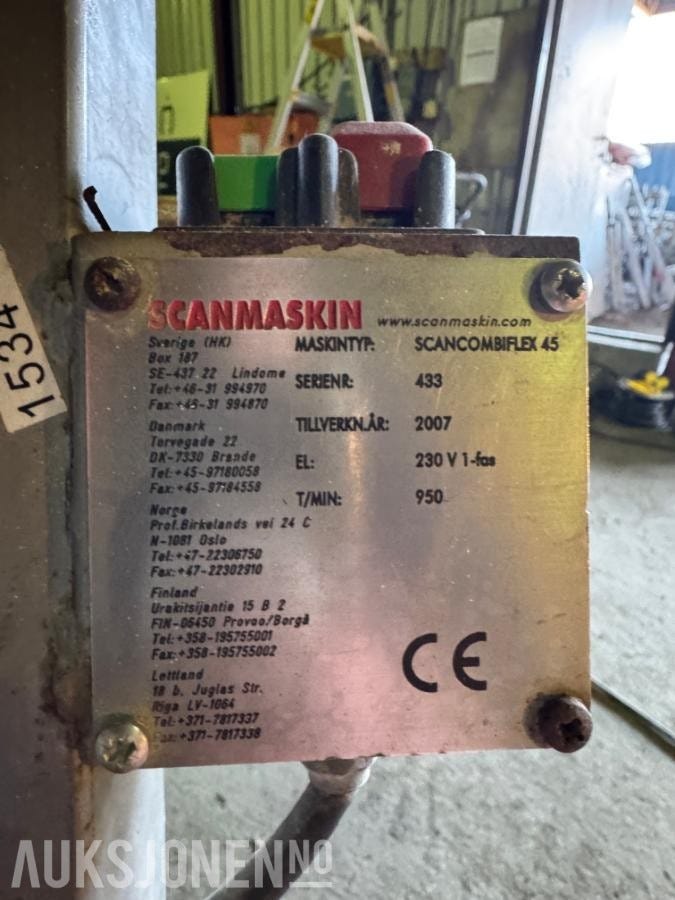 SCANMASKIN www.scanmaskin.com
Sverige (HK)
Box 187
SE-437 22 Lindome
Tel: +46-31 994970
Fax: +46-31 994870
Danmark
Torvegade 22
DK-7330 Brande
Tel: +45-97180058
Fax: +45-97184558
Norge
Prof. Birkelands vei 24 C
N-1081 Oslo
Tel: +47-22306750
Fax: +47-22302910
Finland
Urakitsijantie 15 B 2
FIN-06450 Provoo/Borgå
Tel: +358-195755001
Fax: +358-195755002
Lettland
18 b. Juglas Str.
Riga LV-1064
Tel: +371-7817337
Fax: +371-7817338
MASKINTYP: SCANCOMBIFLEX 45
SERIENR: 433
TILLVERKN.ÅR: 2007
EL: 230 V 1-fas
T/MIN: 950
CE
1534
AUKSJONEN.NO